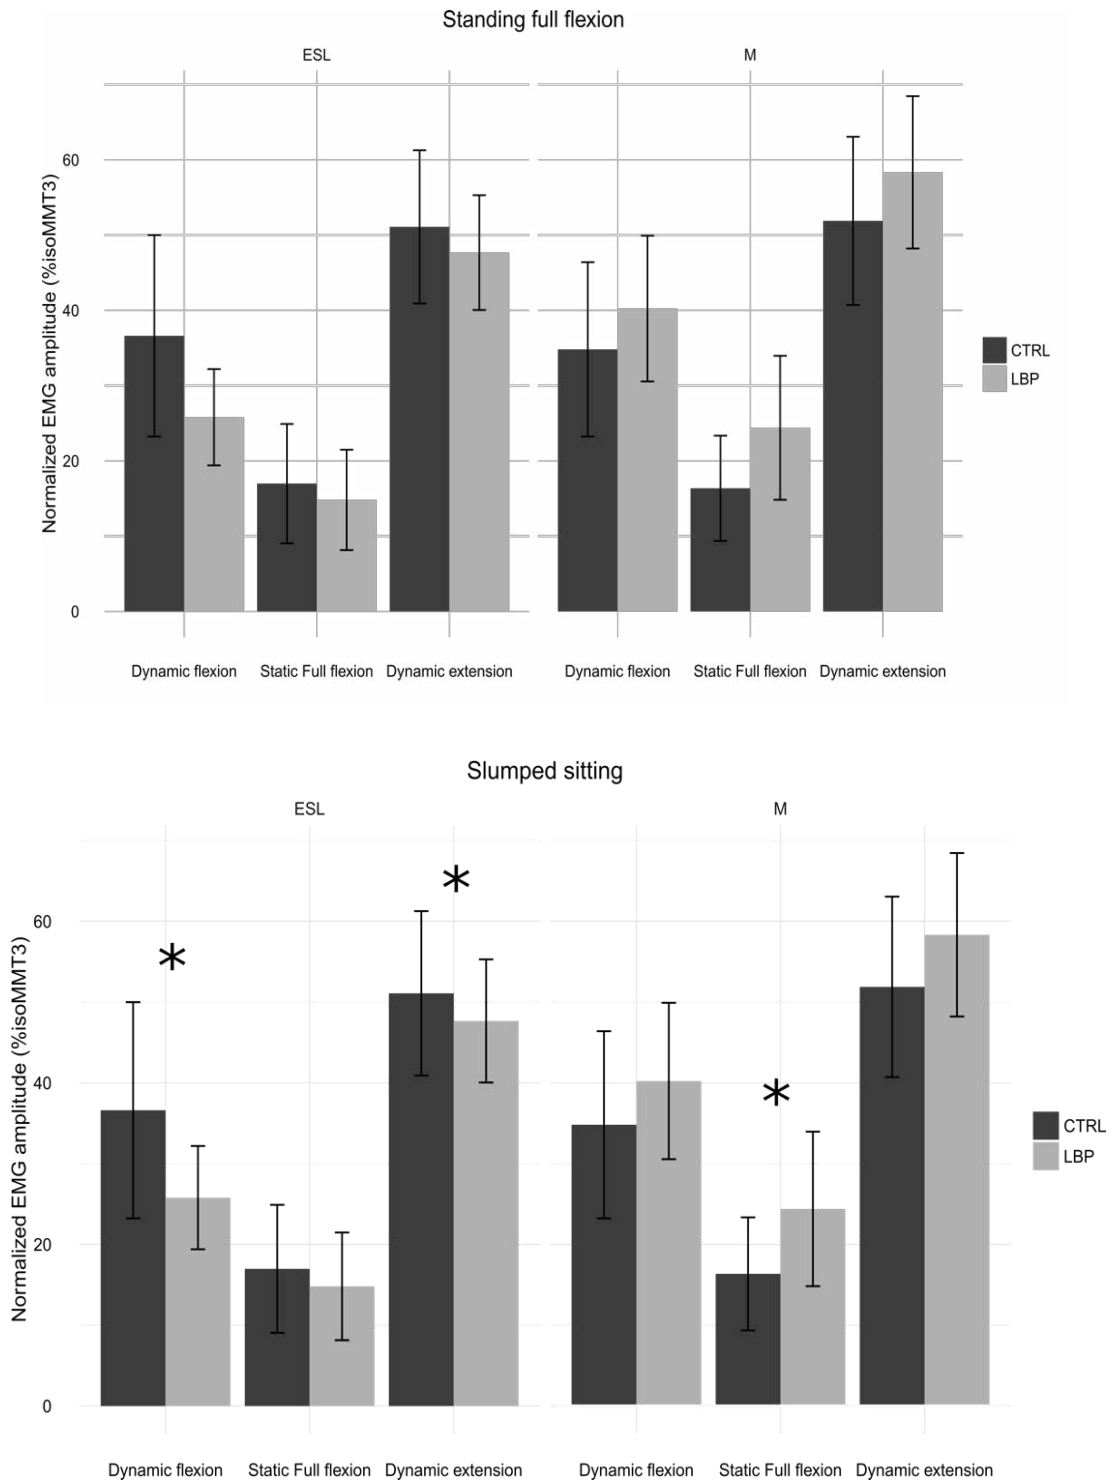 Standing full flexion
ESL M
Normalized EMG amplitude (%isoMMT3)
60
40
20
0
Dynamic flexion Static Full flexion Dynamic extension Dynamic flexion Static Full flexion Dynamic extension
CTRL
LBP
Slumped sitting
ESL M
Normalized EMG amplitude (%isoMMT3)
60
40
20
0
* * *
Dynamic flexion Static Full flexion Dynamic extension Dynamic flexion Static Full flexion Dynamic extension
CTRL
LBP